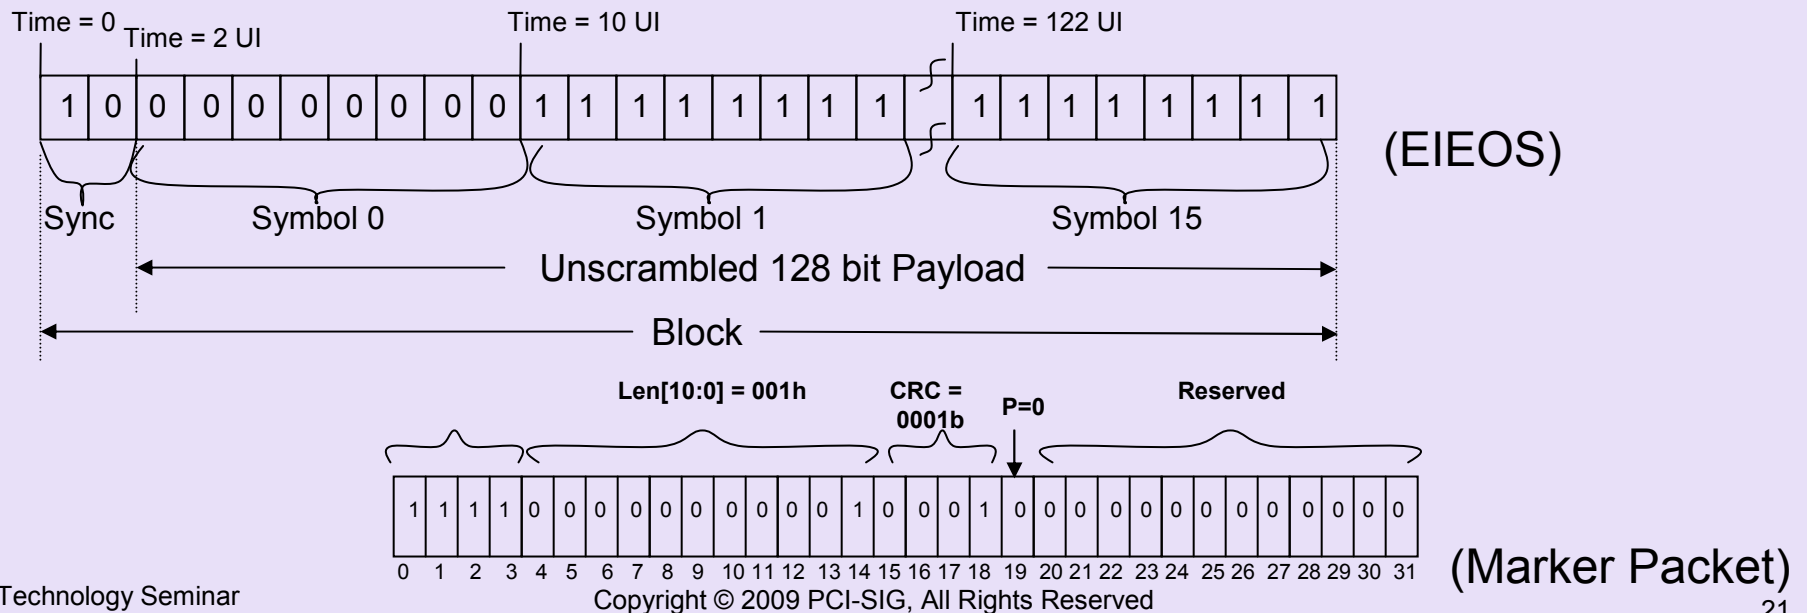 Time = 0
Time = 2 UI
Time = 10 UI
Time = 122 UI
1 0 0 0 0 0 0 0 0 0 1 1 1 1 1 1 1 1 1 1 1 1 1 1 1 1
(EIEOS)
Sync Symbol 0 Symbol 1 Symbol 15
Unscrambled 128 bit Payload
Block
Len[10:0] = 001h
CRC =
0001b
P=0
Reserved
1 1 1 1 0 0 0 0 0 0 0 0 0 0 1 0 0 0 1 0 0 0 0 0 0 0 0 0 0 0 0 0
0 1 2 3 4 5 6 7 8 9 10 11 12 13 14 15 16 17 18 19 20 21 22 23 24 25 26 27 28 29 30 31
(Marker Packet)
Technology Seminar
Copyright © 2009 PCI-SIG, All Rights Reserved
21